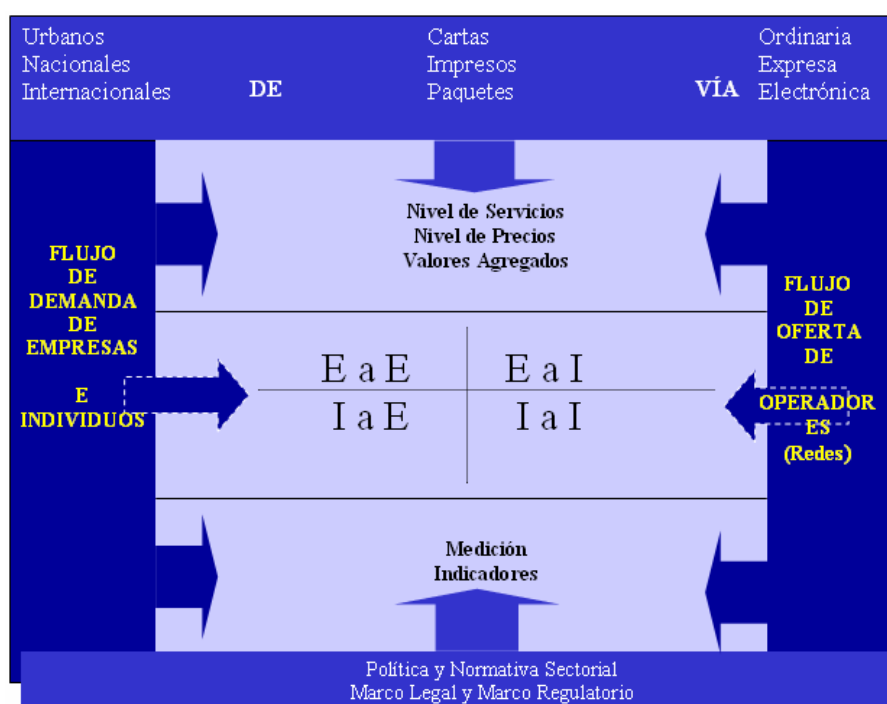 Urbanos
Nacionales
Internacionales
DE
Cartas
Impresos
Paquetes
VÍA
Ordinaria
Expresa
Electrónica
FLUJO
DE
DEMANDA
DE
EMPRESAS
E
INDIVIDUOS
Nivel de Servicios
Nivel de Precios
Valores Agregados
E a E
E a I
I a E
I a I
Medición
Indicadores
FLUJO
DE
OFERTA
DE
OPERADOR
ES
(Redes)
Política y Normativa Sectorial
Marco Legal y Marco Regulatorio